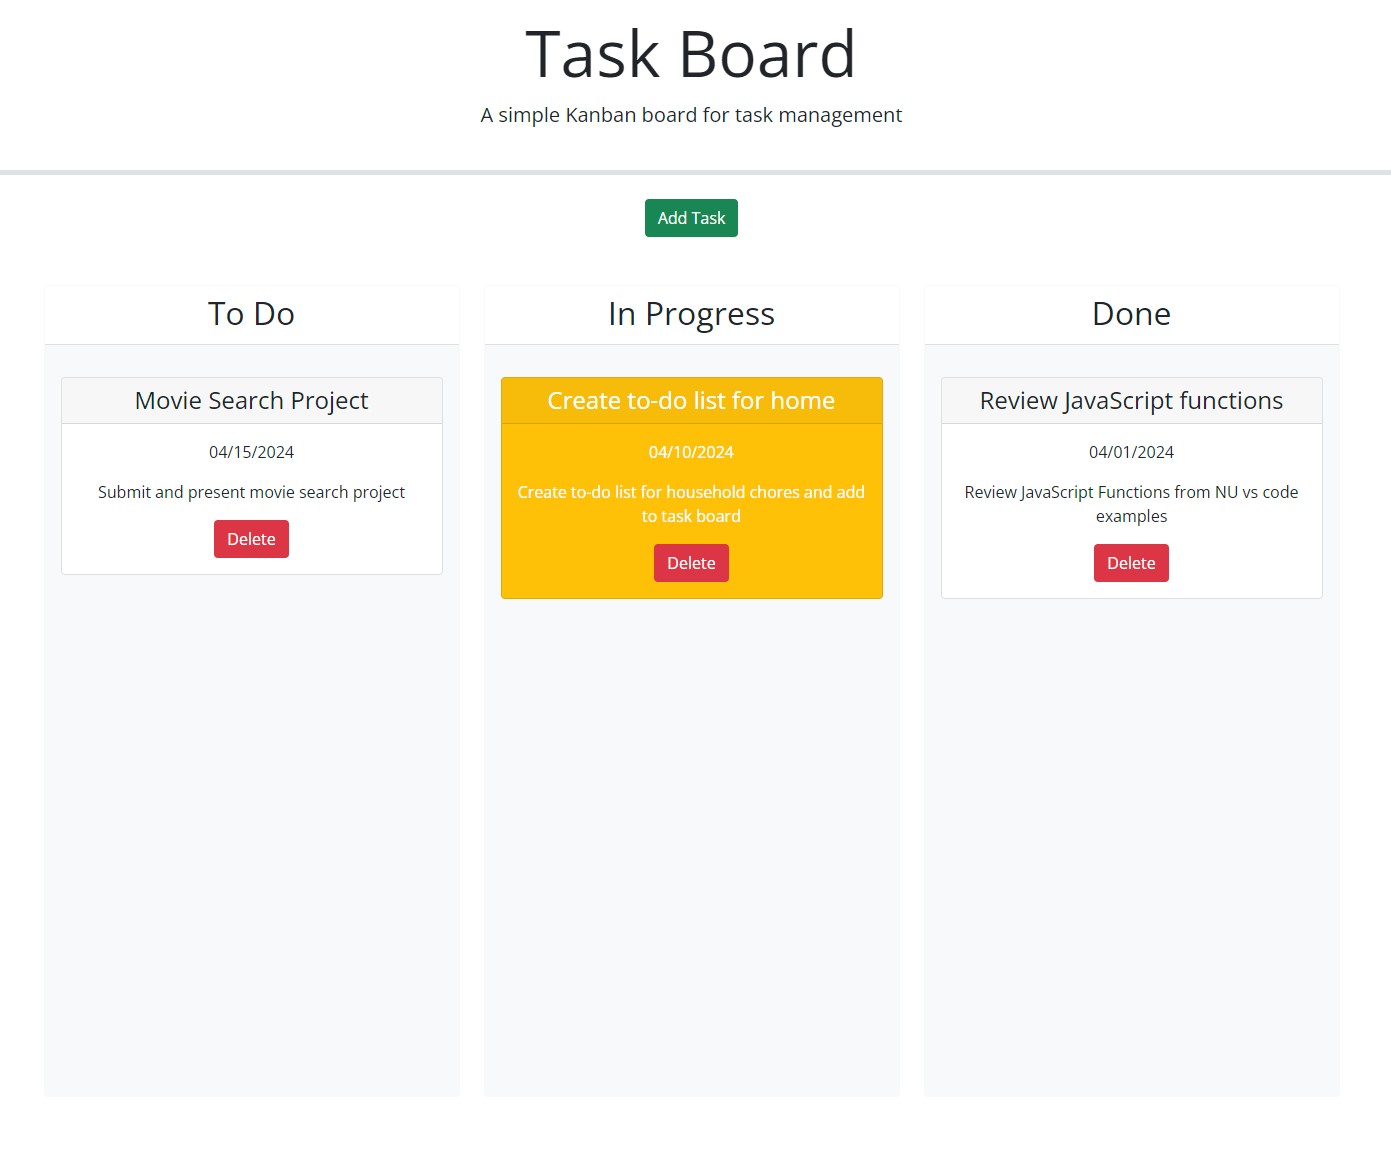 Task Board
A simple Kanban board for task management
Add Task
To Do
Movie Search Project
04/15/2024
Submit and present movie search project
Delete
In Progress
Create to-do list for home
04/10/2024
Create to-do list for household chores and add
to task board
Delete
Done
Review JavaScript functions
04/01/2024
Review JavaScript Functions from NU vs code
examples
Delete